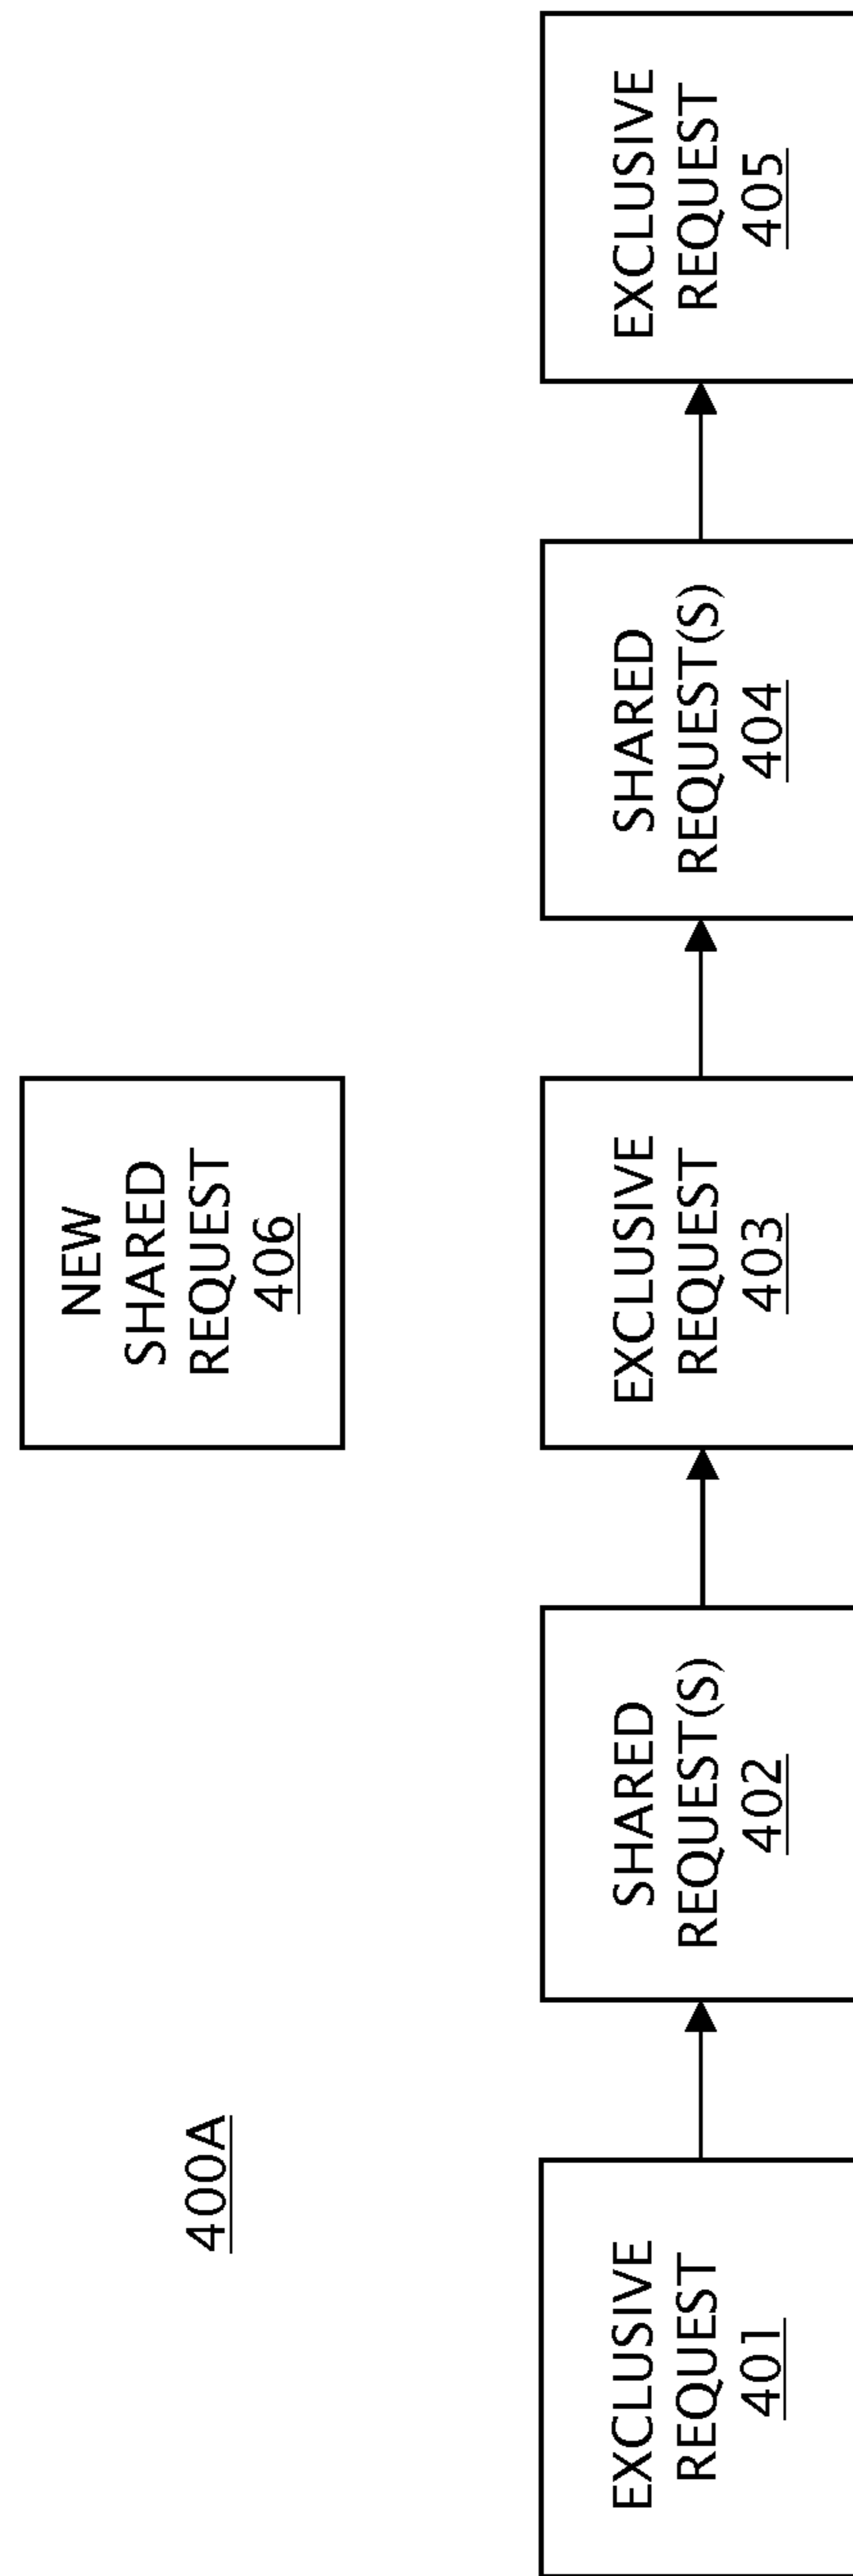 400A
NEW
SHARED
REQUEST
406
EXCLUSIVE
REQUEST
401
SHARED
REQUEST(S)
402
EXCLUSIVE
REQUEST
403
SHARED
REQUEST(S)
404
EXCLUSIVE
REQUEST
405